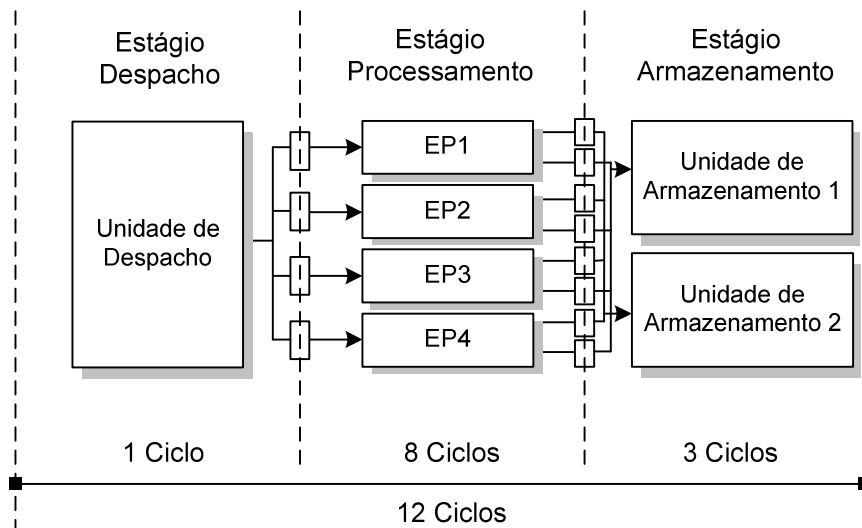 Estágio
Despacho
Estágio
Processamento
Estágio
Armazenamento
Unidade de
Despacho
EP1
EP2
EP3
EP4
Unidade de
Armazenamento 1
Unidade de
Armazenamento 2
1 Ciclo
8 Ciclos
3 Ciclos
12 Ciclos